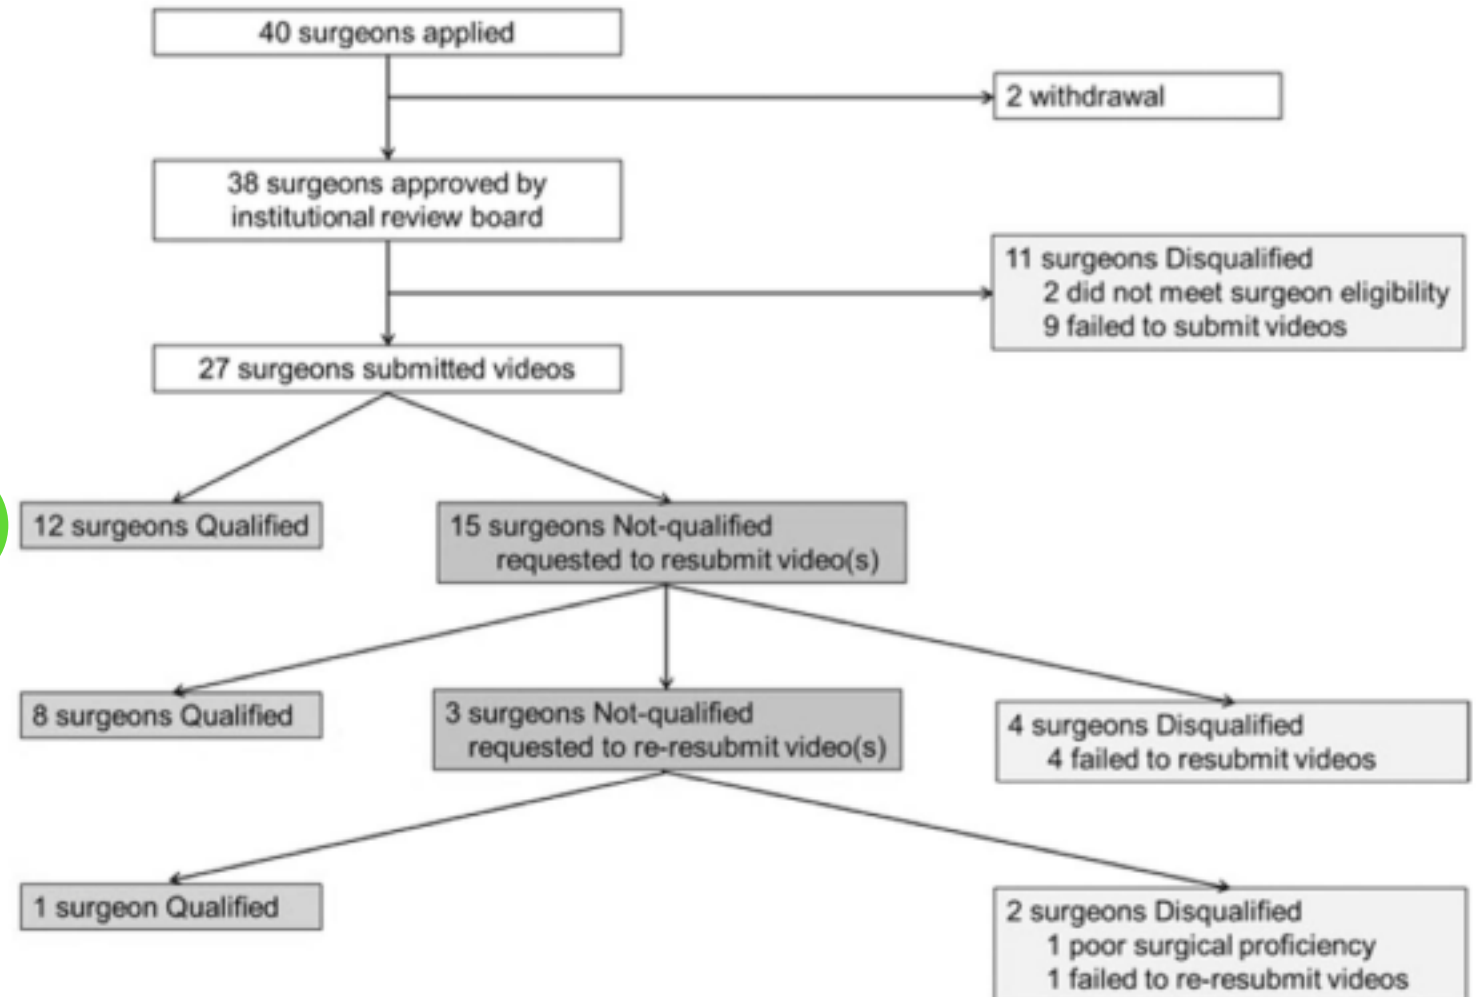 40 surgeons applied
2 withdrawal
38 surgeons approved by
institutional review board
11 surgeons Disqualified
2 did not meet surgeon eligibility
9 failed to submit videos
27 surgeons submitted videos
12 surgeons Qualified
15 surgeons Not-qualified
requested to resubmit video(s)
8 surgeons Qualified
3 surgeons Not-qualified
requested to re-resubmit video(s)
4 surgeons Disqualified
4 failed to resubmit videos
1 surgeon Qualified
2 surgeons Disqualified
1 poor surgical proficiency
1 failed to re-resubmit videos